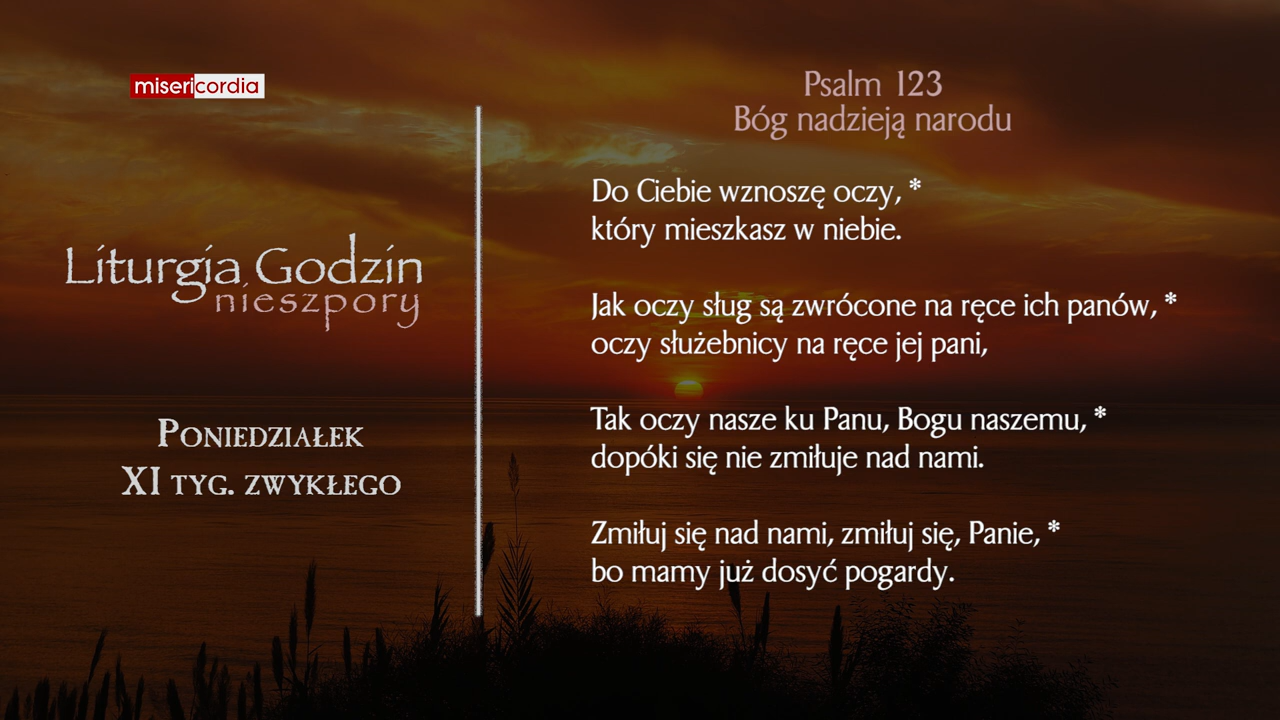 misericordia
Liturgia Godzin
nieszpory
Poniedziałek
XI tyg. zwykłego
Psalm 123
Bóg nadzieją narodu
Do Ciebie wznoszę oczy, *
który mieszkasz w niebie.
Jak oczy sług są zwrócone na ręce ich panów, *
oczy służebnicy na ręce jej pani,
Tak oczy nasze ku Panu, Bogu naszemu, *
dopóki się nie zmiłuje nad nami.
Zmiłuj się nad nami, zmiłuj się, Panie, *
bo mamy już dosyć pogardy.